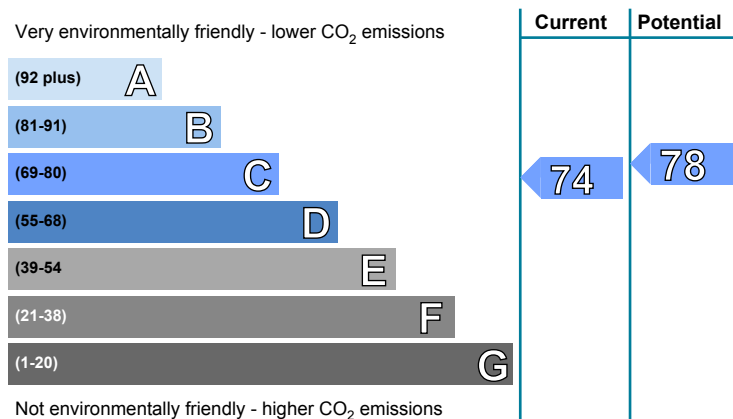 Current Potential
Very environmentally friendly - lower CO₂ emissions
(92 plus) A
(81-91) B
(69-80) C
74 78
(55-68) D
(39-54 E
(21-38) F
(1-20) G
Not environmentally friendly - higher CO₂ emissions